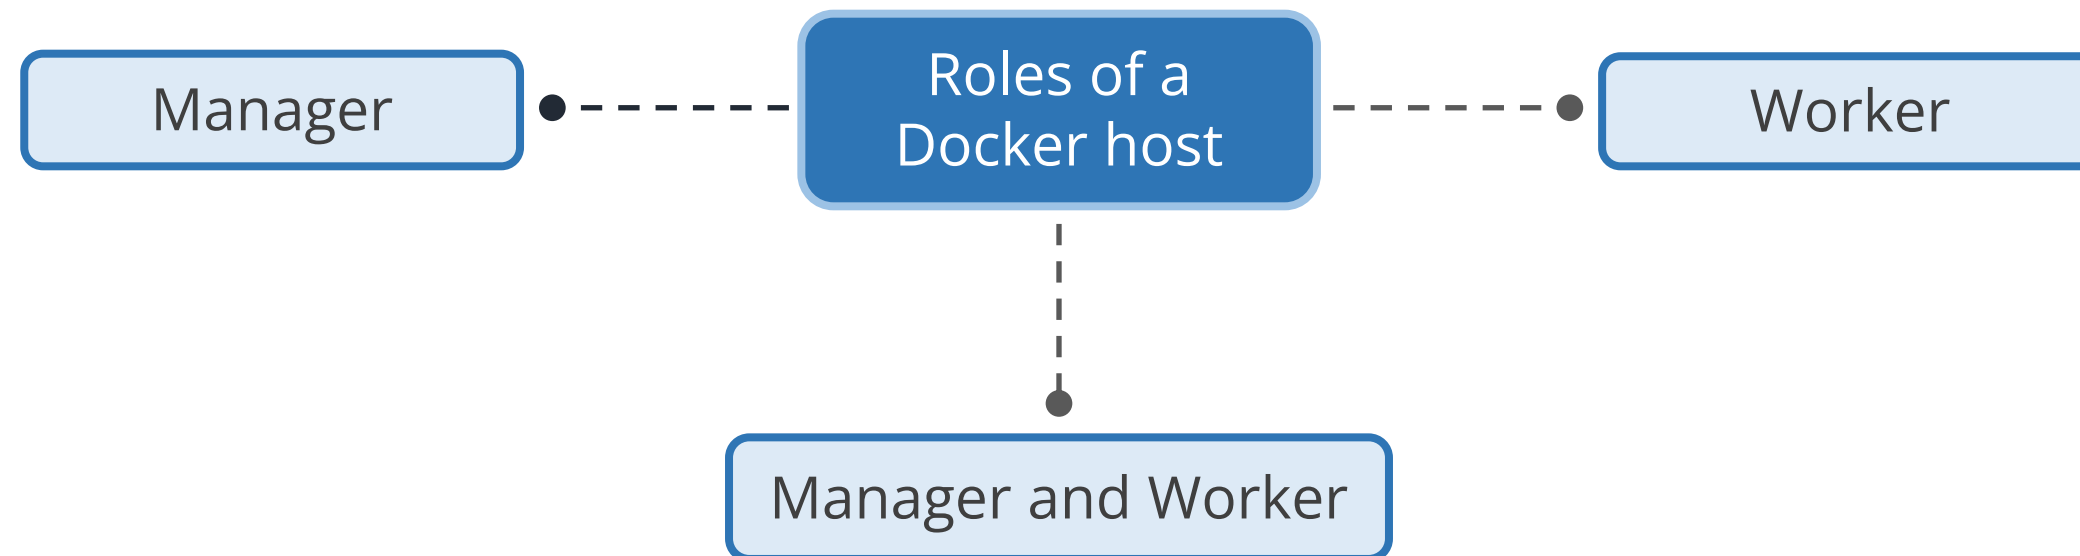 Roles of a
Docker host
Manager
Worker
Manager and Worker